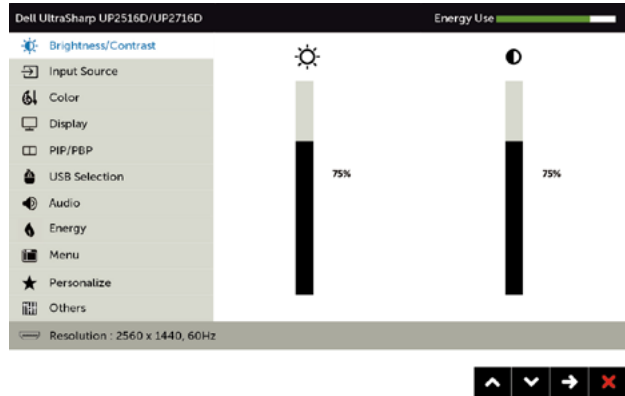 Dell UltraSharp UP2516D/UP2716D Energy Use
Brightness/Contrast
Input Source
Color
Display
PIP/PBP
USB Selection
75% 75%
Audio
Energy
Menu
Personalize
Others
Resolution : 2560 x 1440, 60Hz